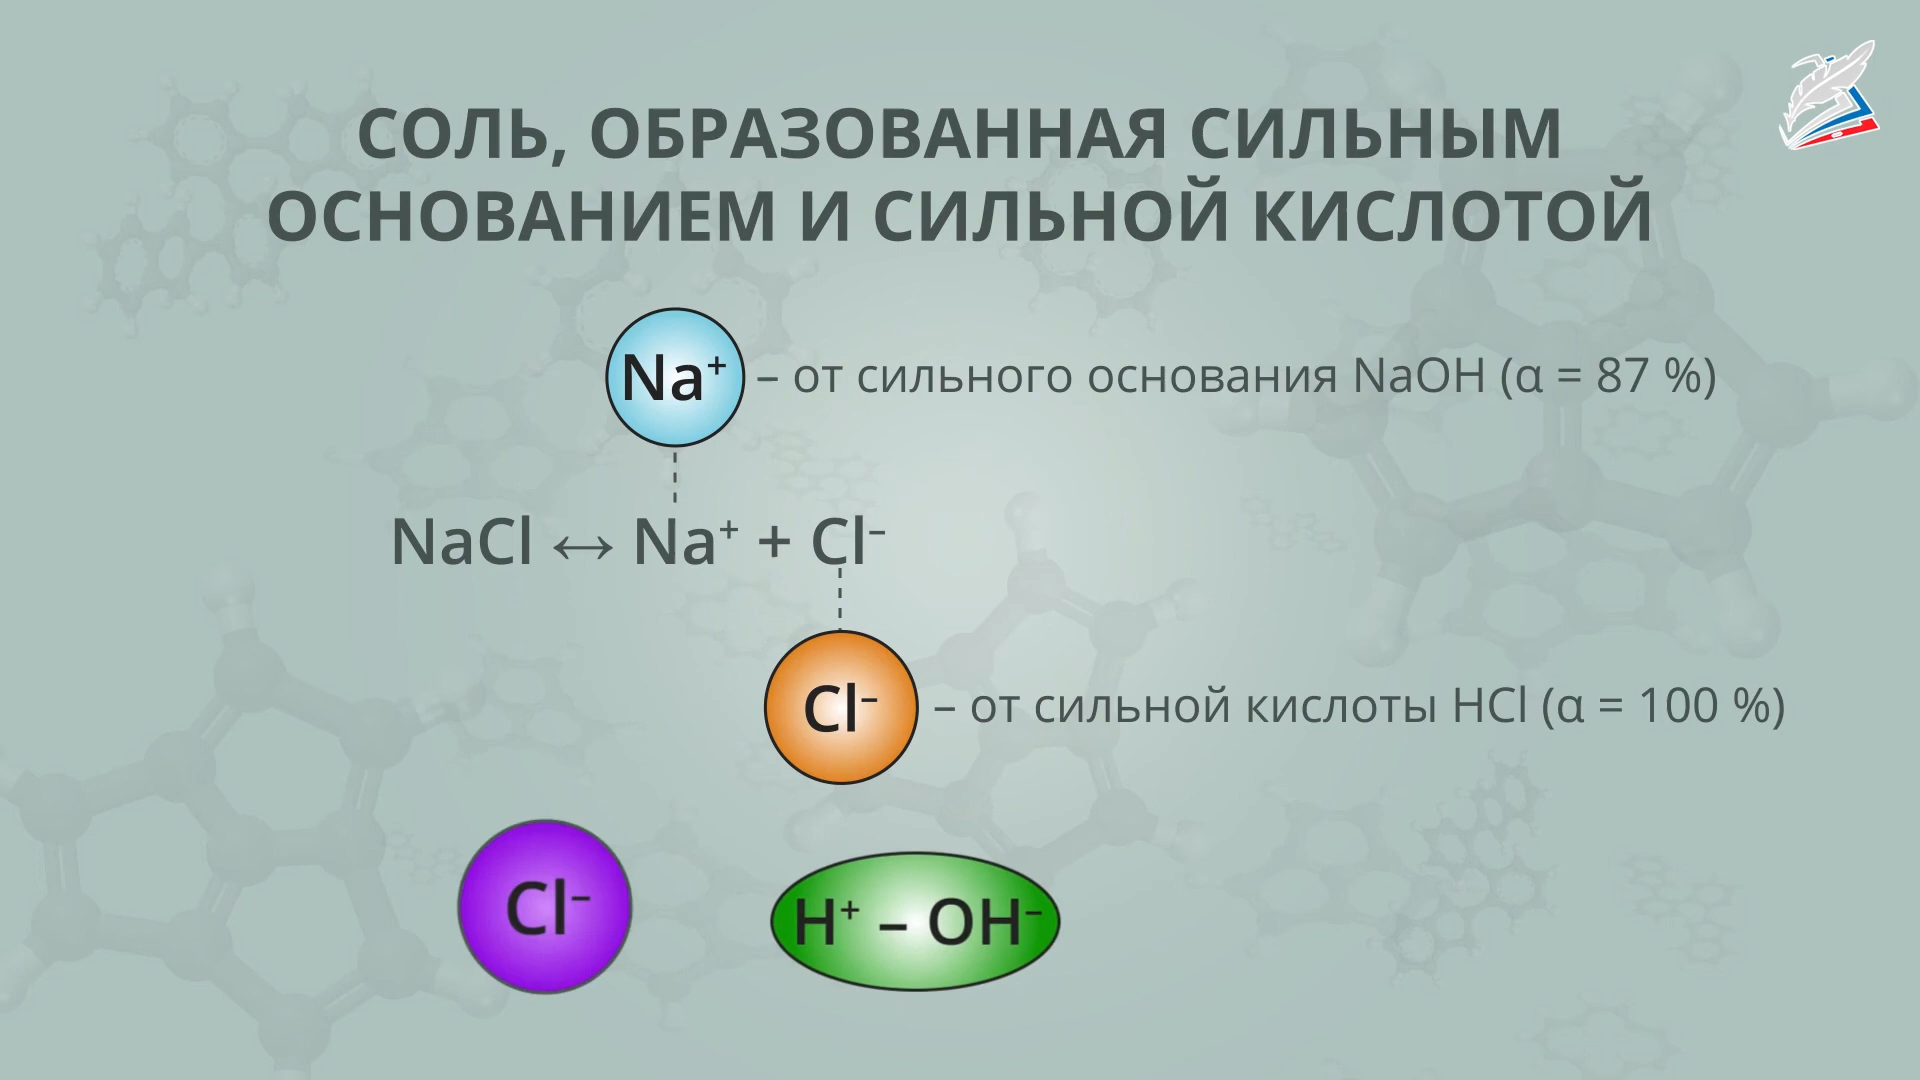 СОЛЬ, ОБРАЗОВАННАЯ СИЛЬНЫМ
ОСНОВАНИЕМ И СИЛЬНОЙ КИСЛОТОЙ
Na⁺ – от сильного основания NaOH (α = 87 %)
NaCl ↔ Na⁺ + Cl⁻
Cl⁻ – от сильной кислоты HCl (α = 100 %)
Cl⁻
H⁺ – OH⁻